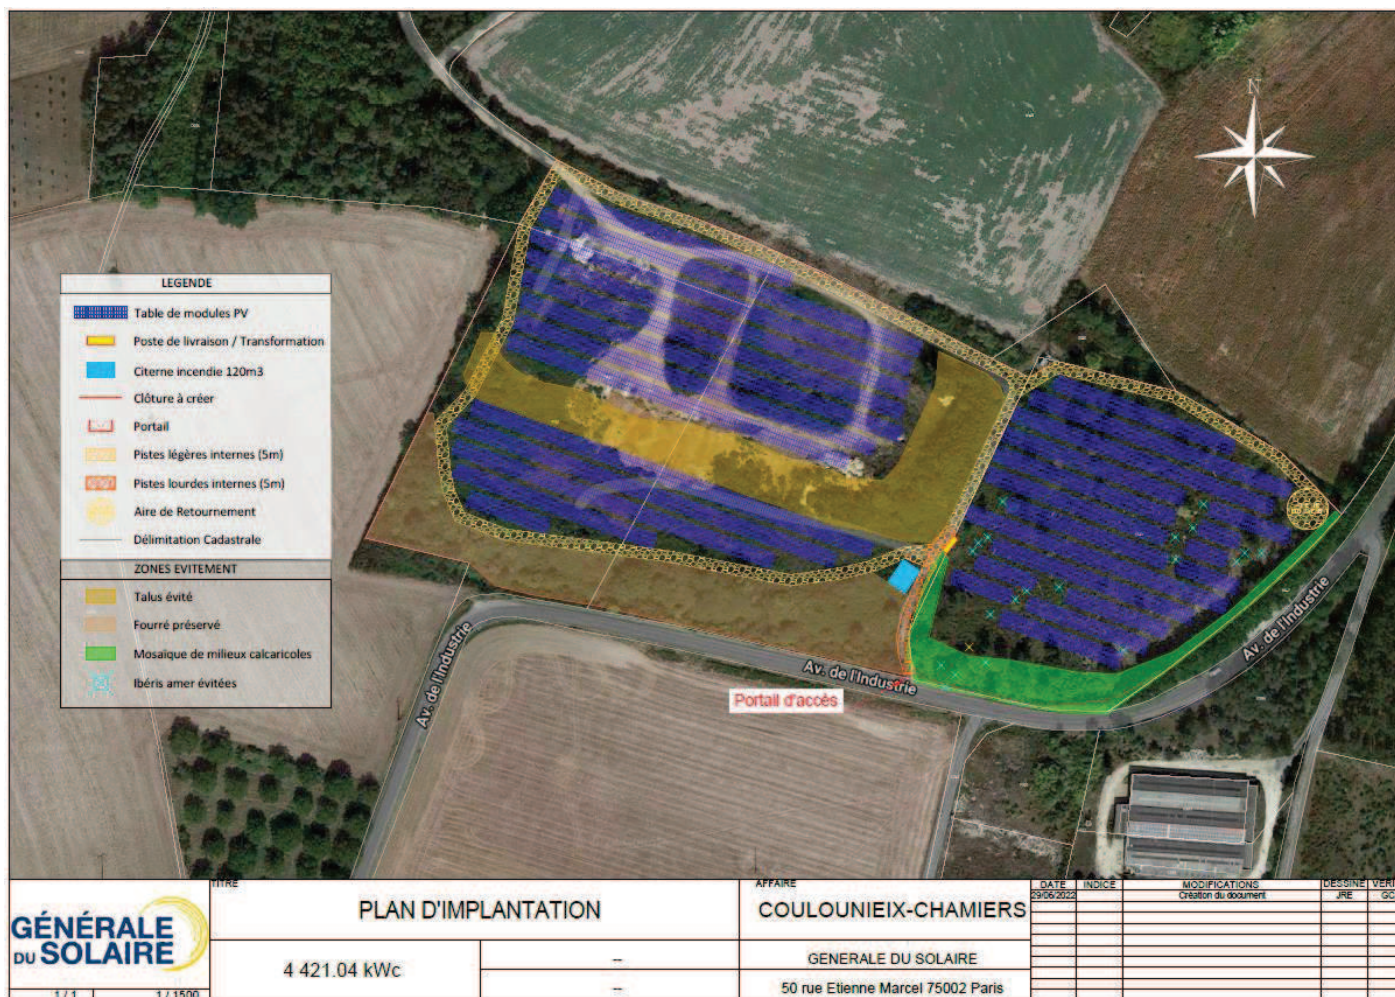 N
LEGENDE
Table de modules PV
Poste de livraison / Transformation
Citerne incendie 120m3
Clôture à créer
Portail
Pistes légères internes (5m)
Pistes lourdes internes (5m)
Aire de Retournement
Délimitation Cadastrale
ZONES EVITEMENT
Talus évité
Fourré préservé
Mosaïque de milieux calcaricoles
Ibéris amer évitées
Av. de l'Industrie
Av. de l'Industrie
Av. de l'Industrie
Portail d'accès
GÉNÉRALE
DU SOLAIRE
1 / 1
1 / 1500
TITRE
PLAN D'IMPLANTATION
4 421.04 kWc
--
--
AFFAIRE
COULOUNIEIX-CHAMIERS
GENERALE DU SOLAIRE
50 rue Etienne Marcel 75002 Paris
DATE INDICE MODIFICATIONS DESSINE VERI
29/06/2022 Création du document JRE GC